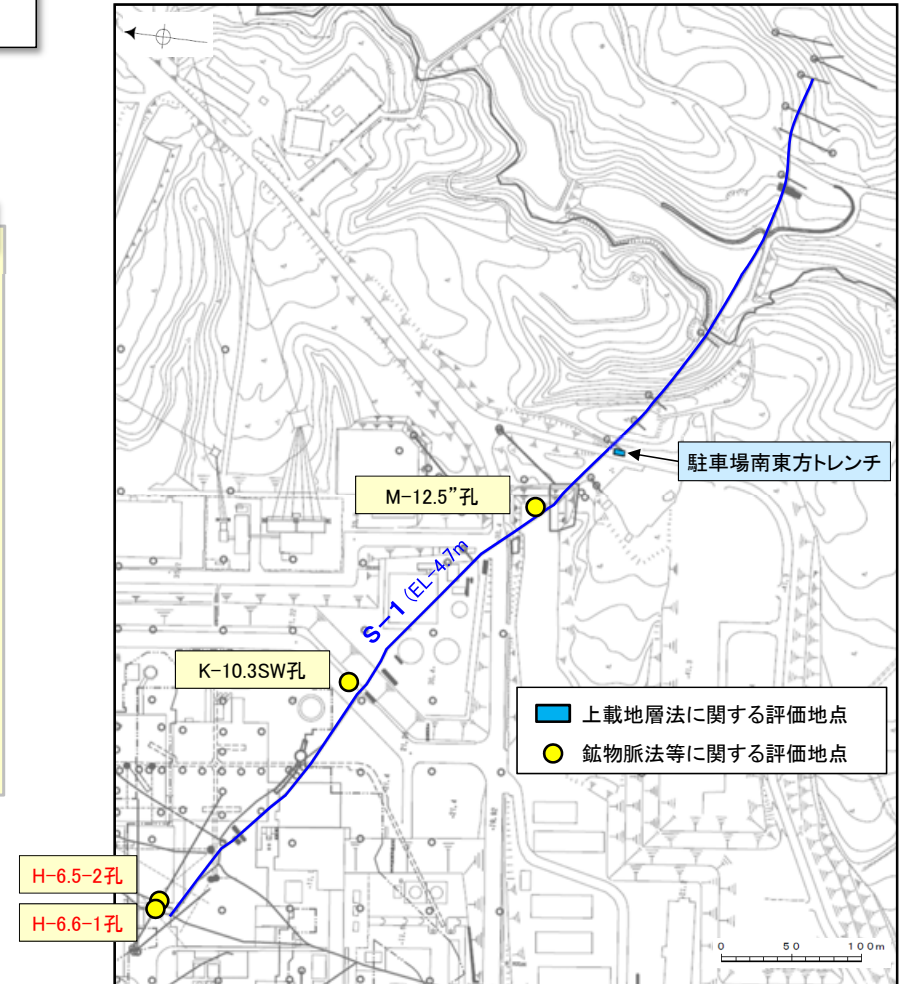 駐車場南東方トレンチ
M-12.5”孔
S-1 (EL-4.7m
K-10.3SW孔
上載地層法に関する評価地点
鉱物脈法等に関する評価地点
H-6.5-2孔
H-6.6-1孔
0 50 100m